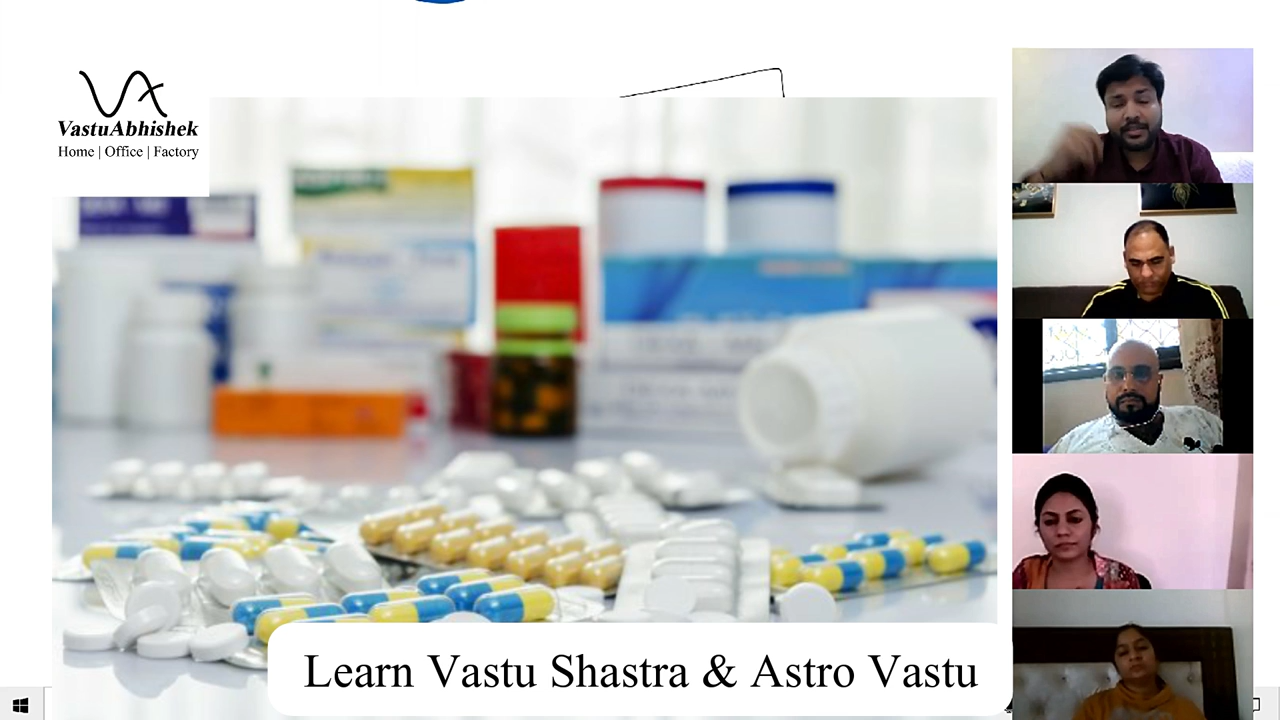 VastuAbhishek
Home | Office | Factory
Learn Vastu Shastra & Astro Vastu